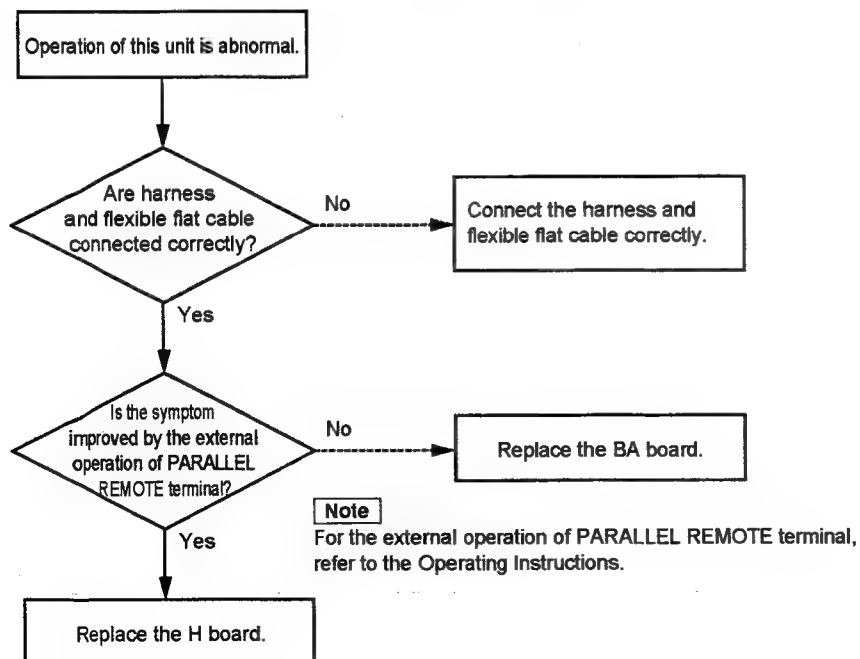 Operation of this unit is abnormal.
Are harness
and flexible flat cable
connected correctly?
No
Connect the harness and
flexible flat cable correctly.
Yes
Is the symptom
improved by the external
operation of PARALLEL
REMOTE terminal?
No
Replace the BA board.
Note
For the external operation of PARALLEL REMOTE terminal,
refer to the Operating Instructions.
Yes
Replace the H board.